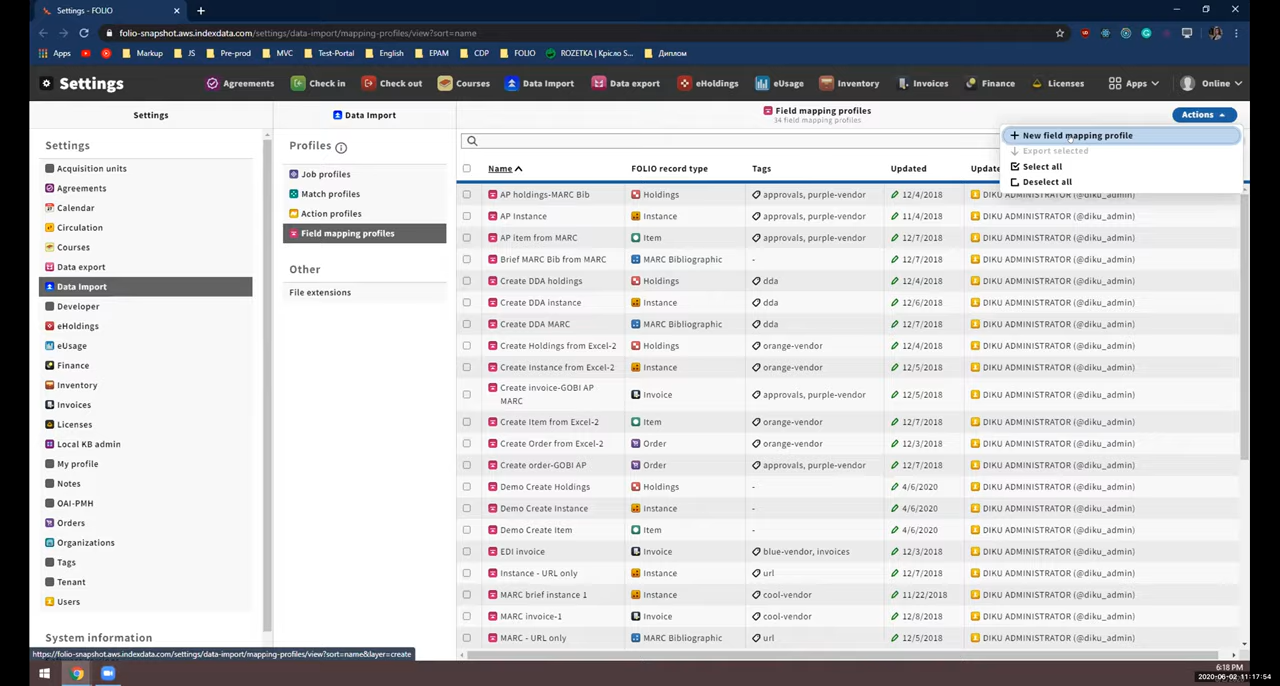 Settings - FOLIO
folio-snapshot.aws.indexdata.com/settings/data-import/mapping-profiles/view?sort=name
Apps Markup JS Pre-prod MVC Test-Portal English EPAM CDP FOLIO ROZETKA | Крісло S... Диплом
Settings Agreements Check in Check out Courses Data Import Data export eHoldings eUsage Inventory Invoices Finance Licenses Apps Online
Settings
Settings
Acquisition units
Agreements
Calendar
Circulation
Courses
Data export
Data Import
Developer
eHoldings
eUsage
Finance
Inventory
Invoices
Licenses
Local KB admin
My profile
Notes
OAI-PMH
Orders
Organizations
Tags
Tenant
Users
System information
Data Import
Profiles
Job profiles
Match profiles
Action profiles
Field mapping profiles
Other
File extensions
Field mapping profiles
34 field mapping profiles
Actions
New field mapping profile
Export selected
Select all
Deselect all
Name FOLIO record type Tags Updated Update
AP holdings-MARC Bib Holdings approvals, purple-vendor 12/4/2018 DIKU ADMINISTRATOR (@diku_admin)
AP Instance Instance approvals, purple-vendor 11/4/2018 DIKU ADMINISTRATOR (@diku_admin)
AP item from MARC Item approvals, purple-vendor 12/7/2018 DIKU ADMINISTRATOR (@diku_admin)
Brief MARC Bib from MARC MARC Bibliographic - 12/7/2018 DIKU ADMINISTRATOR (@diku_admin)
Create DDA holdings Holdings dda 12/4/2018 DIKU ADMINISTRATOR (@diku_admin)
Create DDA instance Instance dda 12/6/2018 DIKU ADMINISTRATOR (@diku_admin)
Create DDA MARC MARC Bibliographic dda 12/7/2018 DIKU ADMINISTRATOR (@diku_admin)
Create Holdings from Excel-2 Holdings orange-vendor 12/4/2018 DIKU ADMINISTRATOR (@diku_admin)
Create Instance from Excel-2 Instance orange-vendor 12/5/2018 DIKU ADMINISTRATOR (@diku_admin)
Create invoice-GOBI AP
MARC Invoice approvals, purple-vendor 12/5/2018 DIKU ADMINISTRATOR (@diku_admin)
Create Item from Excel-2 Item orange-vendor 12/7/2018 DIKU ADMINISTRATOR (@diku_admin)
Create Order from Excel-2 Order orange-vendor 12/3/2018 DIKU ADMINISTRATOR (@diku_admin)
Create order-GOBI AP Order approvals, purple-vendor 12/7/2018 DIKU ADMINISTRATOR (@diku_admin)
Demo Create Holdings Holdings - 4/6/2020 DIKU ADMINISTRATOR (@diku_admin)
Demo Create Instance Instance - 4/6/2020 DIKU ADMINISTRATOR (@diku_admin)
Demo Create Item Item - 4/6/2020 DIKU ADMINISTRATOR (@diku_admin)
EDI invoice Invoice blue-vendor, invoices 12/3/2018 DIKU ADMINISTRATOR (@diku_admin)
Instance - URL only Instance url 12/7/2018 DIKU ADMINISTRATOR (@diku_admin)
MARC brief instance 1 Instance cool-vendor 11/22/2018 DIKU ADMINISTRATOR (@diku_admin)
MARC invoice-1 Invoice cool-vendor 12/8/2018 DIKU ADMINISTRATOR (@diku_admin)
MARC - URL only MARC Bibliographic url 12/5/2018 DIKU ADMINISTRATOR (@diku_admin)
https://folio-snapshot.aws.indexdata.com/settings/data-import/mapping-profiles/view?sort=name&layer=create
6:18 PM
2020-06-02 11:17:54